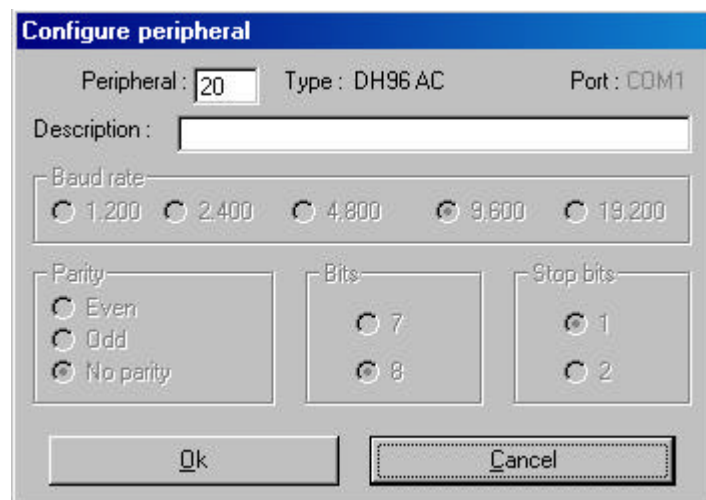 Configure peripheral
Peripheral : 20 Type : DH96 AC Port : COM1
Description :
Baud rate
1.200 2.400 4.800 9.600 19.200
Parity Bits Stop bits
Even
7 1
Odd
No parity 8 2
Ok Cancel